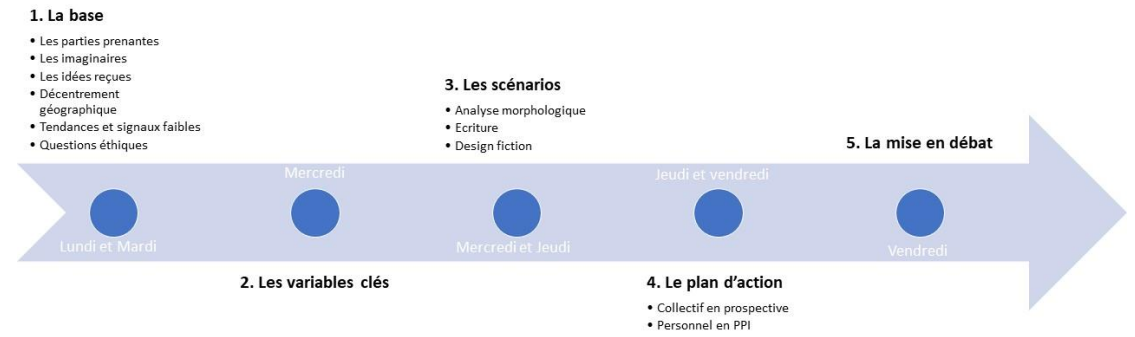 1. La base
• Les parties prenantes
• Les imaginaires
• Les idées reçues
• Décentrement
géographique
• Tendances et signaux faibles
• Questions éthiques
Lundi et Mardi
Mercredi
2. Les variables clés
3. Les scénarios
• Analyse morphologique
• Ecriture
• Design fiction
Mercredi et Jeudi
Jeudi et vendredi
4. Le plan d’action
• Collectif en prospective
• Personnel en PPI
5. La mise en débat
Vendredi